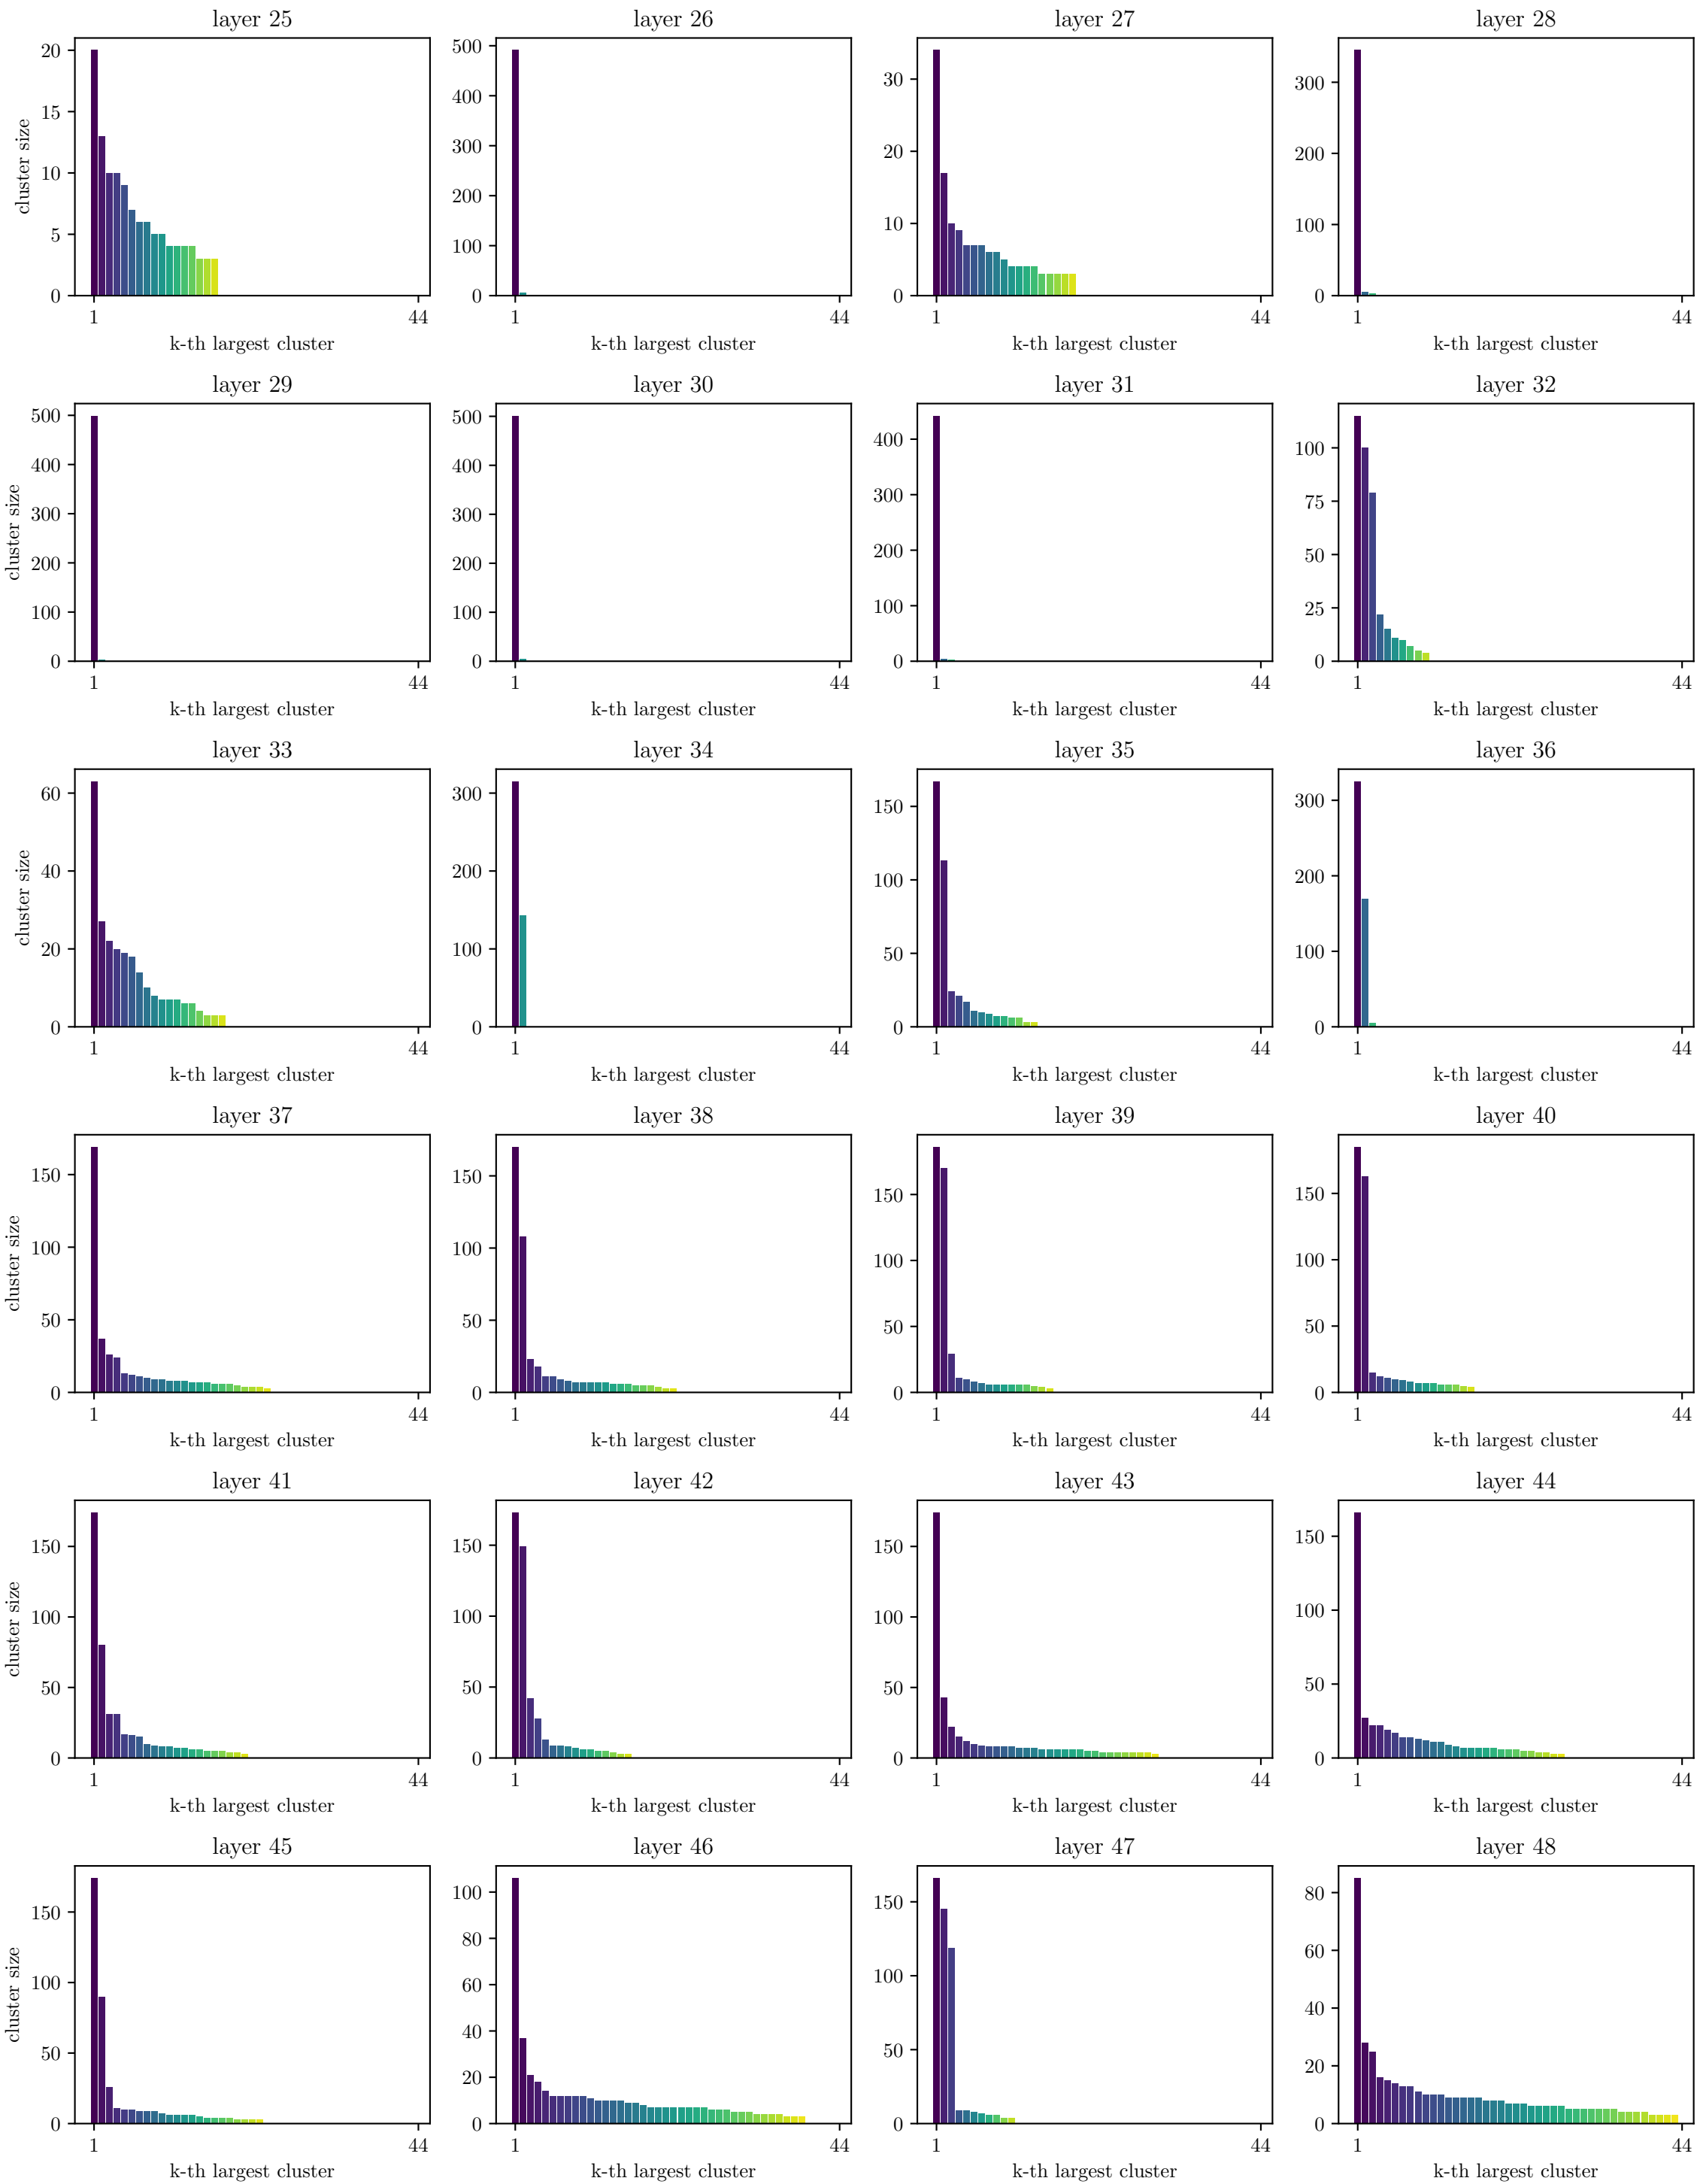 layer 25
20
15
10
5
0
cluster size
1
44
k-th largest cluster
layer 26
500
400
300
200
100
0
1
44
k-th largest cluster
layer 27
30
20
10
0
1
44
k-th largest cluster
layer 28
300
200
100
0
1
44
k-th largest cluster
layer 29
500
400
300
200
100
0
cluster size
1
44
k-th largest cluster
layer 30
500
400
300
200
100
0
1
44
k-th largest cluster
layer 31
400
300
200
100
0
1
44
k-th largest cluster
layer 32
100
75
50
25
0
1
44
k-th largest cluster
layer 33
60
40
20
0
cluster size
1
44
k-th largest cluster
layer 34
300
200
100
0
1
44
k-th largest cluster
layer 35
150
100
50
0
1
44
k-th largest cluster
layer 36
300
200
100
0
1
44
k-th largest cluster
layer 37
150
100
50
0
cluster size
1
44
k-th largest cluster
layer 38
150
100
50
0
1
44
k-th largest cluster
layer 39
150
100
50
0
1
44
k-th largest cluster
layer 40
150
100
50
0
1
44
k-th largest cluster
layer 41
150
100
50
0
cluster size
1
44
k-th largest cluster
layer 42
150
100
50
0
1
44
k-th largest cluster
layer 43
150
100
50
0
1
44
k-th largest cluster
layer 44
150
100
50
0
1
44
k-th largest cluster
layer 45
150
100
50
0
cluster size
1
44
k-th largest cluster
layer 46
100
80
60
40
20
0
1
44
k-th largest cluster
layer 47
150
100
50
0
1
44
k-th largest cluster
layer 48
80
60
40
20
0
1
44
k-th largest cluster